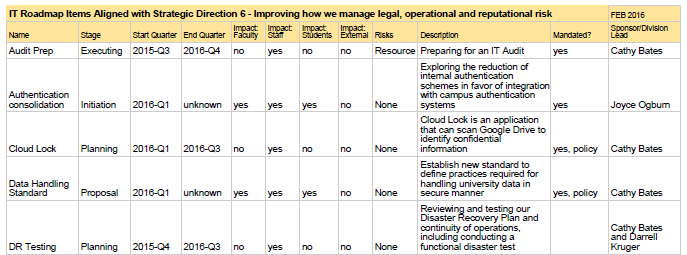 IT Roadmap Items Aligned with Strategic Direction 6 - Improving how we manage legal, operational and reputational risk FEB 2016
Name Stage Start Quarter End Quarter Impact: Faculty Impact: Staff Impact: Students Impact: External Risks Description Mandated? Sponsor/Division Lead
Audit Prep Executing 2015-Q3 2016-Q4 no yes no no Resource Preparing for an IT Audit yes Cathy Bates
Exploring the reduction of
internal authentication
schemes in favor of integration
Authentication with campus authentication
consolidation Initiation 2016-Q1 unknown yes yes yes no None systems yes Joyce Ogburn
Cloud Lock is an application
that can scan Google Drive to
identify confidential
Cloud Lock Planning 2016-Q1 2016-Q3 no yes no no None information yes, policy Cathy Bates
Establish new standard to
define practices required for
Data Handling handling university data in
Standard Proposal 2016-Q1 unknown yes yes yes no None secure manner yes, policy Cathy Bates
Reviewing and testing our
Disaster Recovery Plan and
continuity of operations,
including conducting a Cathy Bates and Darrell
DR Testing Planning 2015-Q4 2016-Q3 no yes no no None functional disaster test Kruger